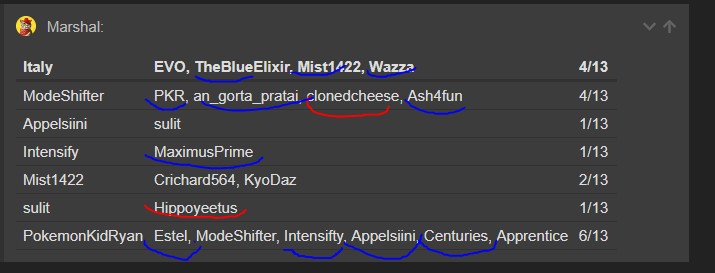 Marshal:
Italy EVO, TheBlueElixir, Mist1422, Wazza 4/13
ModeShifter PKR, an_gorta_pratai, clonedcheese, Ash4fun 4/13
Appelsiini sulit 1/13
Intensify MaximusPrime 1/13
Mist1422 Crichard564, KyoDaz 2/13
sulit Hippoyeetus 1/13
PokemonKidRyan Estel, ModeShifter, Intensifty, Appelsiini, Centuries, Apprentice 6/13